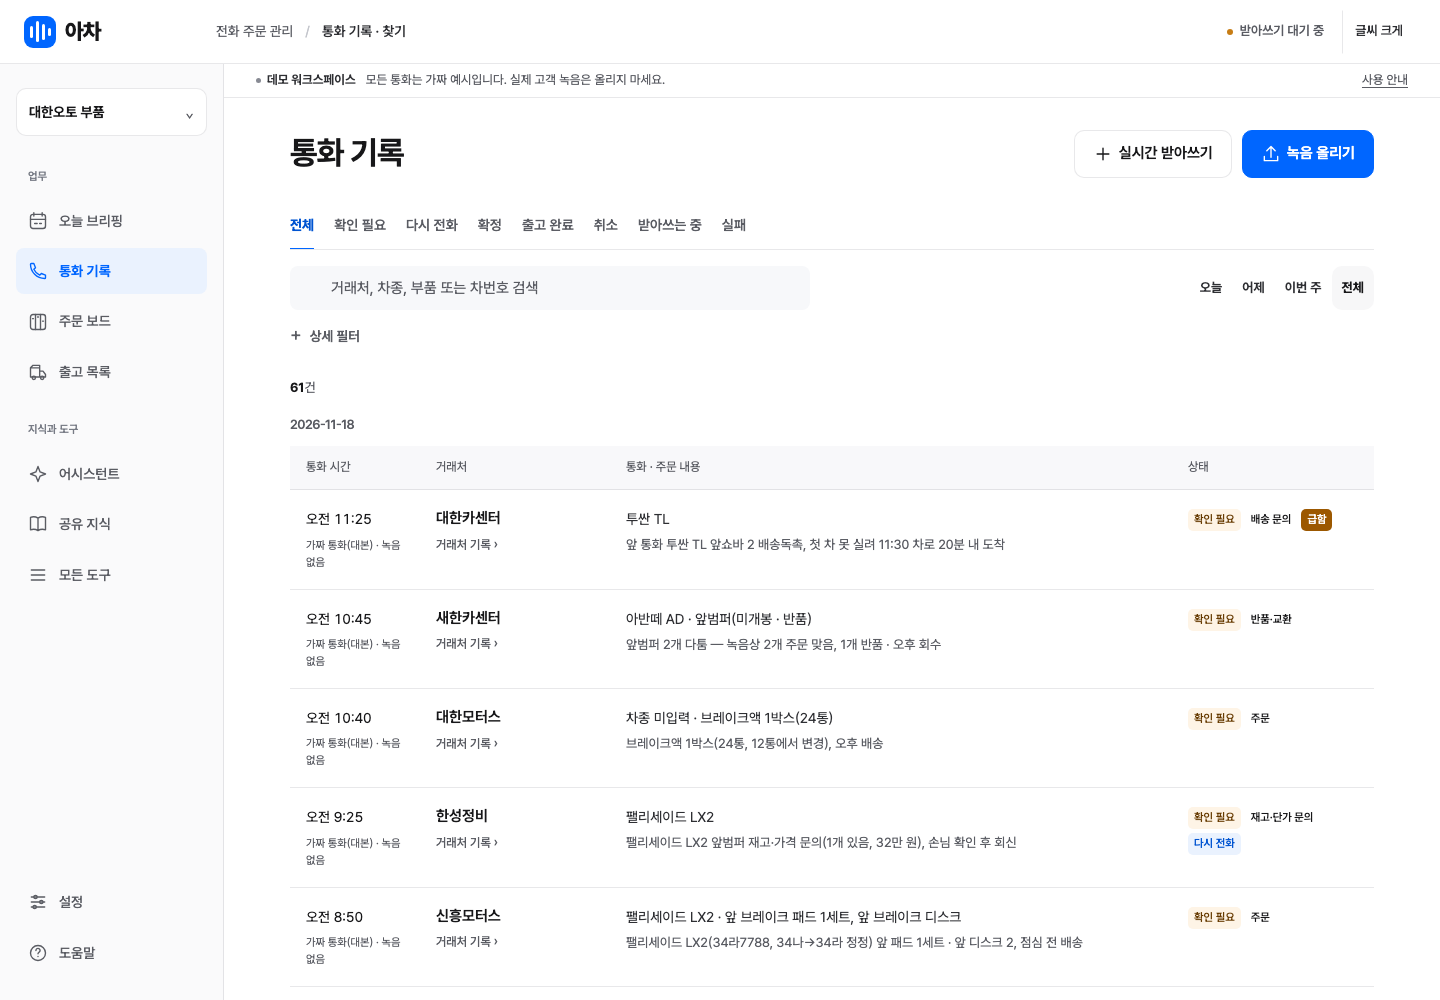 아차
전화 주문 관리 / 통화 기록 · 찾기
받아쓰기 대기 중
글씨 크게
대한오토 부품
데모 워크스페이스 모든 통화는 가짜 예시입니다. 실제 고객 녹음은 올리지 마세요.
사용 안내
업무
오늘 브리핑
통화 기록
주문 보드
출고 목록
지식과 도구
어시스턴트
공유 지식
모든 도구
설정
도움말
통화 기록
+ 실시간 받아쓰기
녹음 올리기
전체 확인 필요 다시 전화 확정 출고 완료 취소 받아쓰는 중 실패
거래처, 차종, 부품 또는 차번호 검색
오늘 어제 이번 주 전체
+ 상세 필터
61건
2026-11-18
통화 시간 거래처 통화 · 주문 내용 상태
오전 11:25 대한카센터 투싼 TL 확인 필요 배송 문의 급함
가짜 통화(대본) · 녹음 거래처 기록 › 앞 통화 투싼 TL 앞쇼바 2 배송독촉, 첫 차 못 실려 11:30 차로 20분 내 도착
없음
오전 10:45 새한카센터 아반떼 AD · 앞범퍼(미개봉 · 반품) 확인 필요 반품·교환
가짜 통화(대본) · 녹음 거래처 기록 › 앞범퍼 2개 다툼 — 녹음상 2개 주문 맞음, 1개 반품 · 오후 회수
없음
오전 10:40 대한모터스 차종 미입력 · 브레이크액 1박스(24통) 확인 필요 주문
가짜 통화(대본) · 녹음 거래처 기록 › 브레이크액 1박스(24통, 12통에서 변경), 오후 배송
없음
오전 9:25 한성정비 팰리세이드 LX2 확인 필요 재고·단가 문의
가짜 통화(대본) · 녹음 거래처 기록 › 팰리세이드 LX2 앞범퍼 재고·가격 문의(1개 있음, 32만 원), 손님 확인 후 회신 다시 전화
없음
오전 8:50 신흥모터스 팰리세이드 LX2 · 앞 브레이크 패드 1세트, 앞 브레이크 디스크 확인 필요 주문
가짜 통화(대본) · 녹음 거래처 기록 › 팰리세이드 LX2(34라7788, 34나→34라 정정) 앞 패드 1세트 · 앞 디스크 2, 점심 전 배송
없음